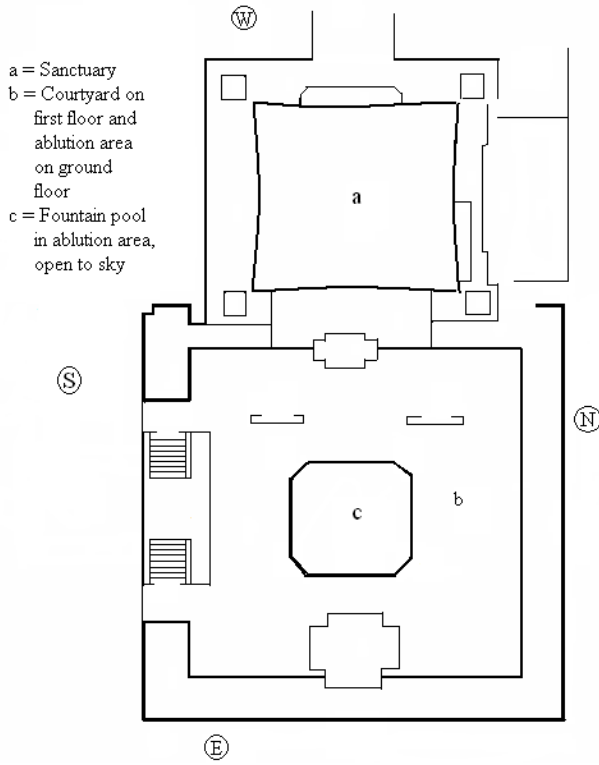 W
a = Sanctuary
b = Courtyard on
first floor and
ablution area
on ground
floor
c = Fountain pool
in ablution area,
open to sky
a
S
N
b
c
E